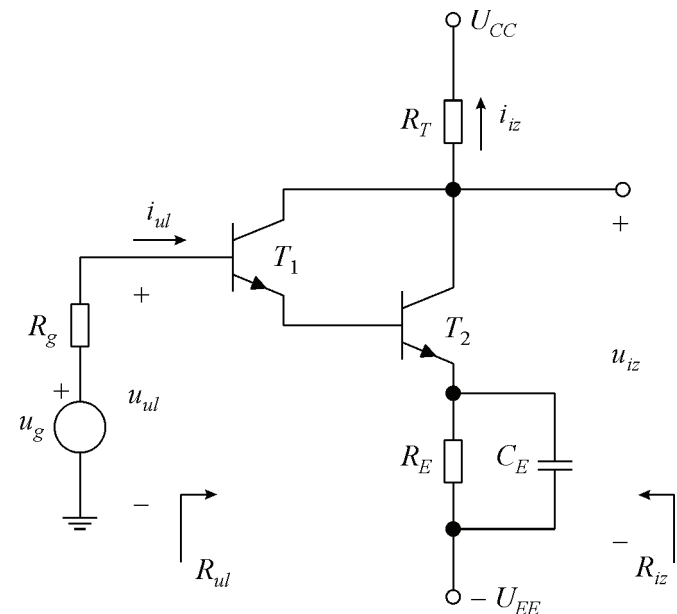 U_CC
R_T
i_iz
i_ul
T_1
+
+
R_g
T_2
+
u_iz
u_g
u_ul
R_E
C_E
–
–
R_ul
R_iz
– U_EE